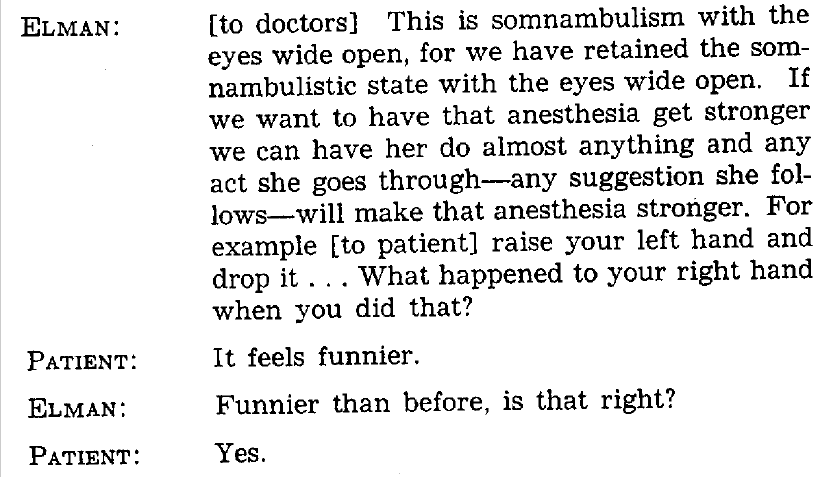 ELMAN: [to doctors] This is somnambulism with the
eyes wide open, for we have retained the som-
nambulistic state with the eyes wide open. If
we want to have that anesthesia get stronger
we can have her do almost anything and any
act she goes through—any suggestion she fol-
lows—will make that anesthesia stronger. For
example [to patient] raise your left hand and
drop it . . . What happened to your right hand
when you did that?
PATIENT: It feels funnier.
ELMAN: Funnier than before, is that right?
PATIENT: Yes.